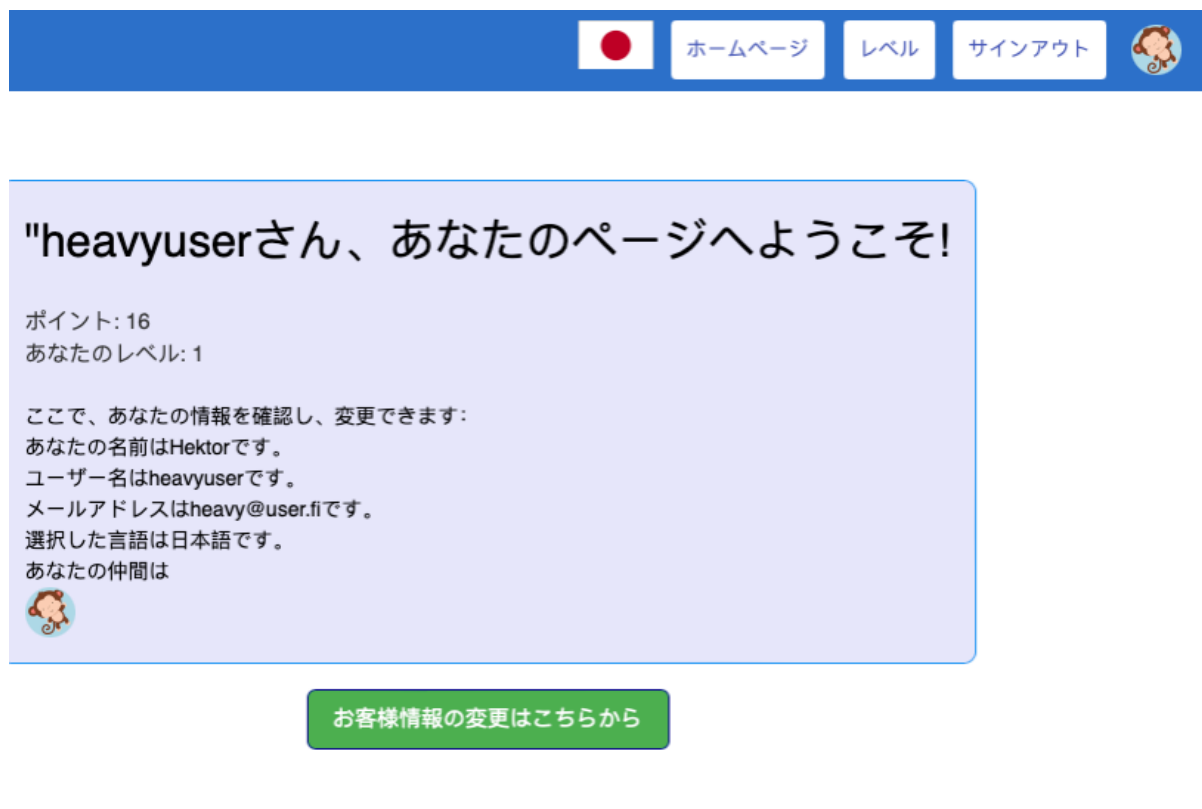 ホームページ
レベル
サインアウト
"heavyuserさん、あなたのページへようこそ!
ポイント: 16
あなたのレベル: 1
ここで、あなたの情報を確認し、変更できます:
あなたの名前はHektorです。
ユーザー名はheavyuserです。
メールアドレスはheavy@user.fiです。
選択した言語は日本語です。
あなたの仲間は
お客様情報の変更はこちらから